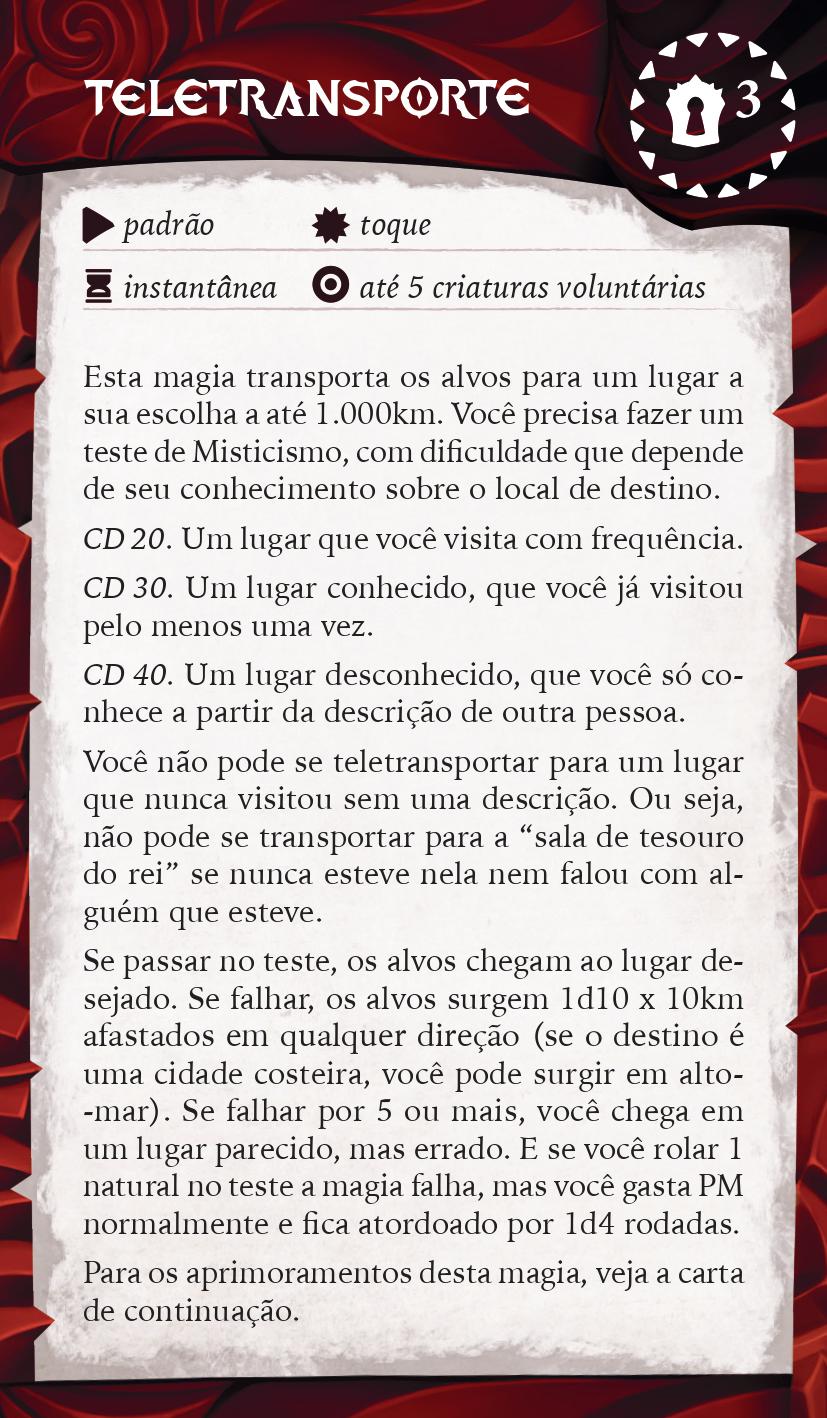 TELETRANSPORTE
3
padrão
toque
instantânea
até 5 criaturas voluntárias
Esta magia transporta os alvos para um lugar a
sua escolha a até 1.000km. Você precisa fazer um
teste de Misticismo, com dificuldade que depende
de seu conhecimento sobre o local de destino.
CD 20. Um lugar que você visita com frequência.
CD 30. Um lugar conhecido, que você já visitou
pelo menos uma vez.
CD 40. Um lugar desconhecido, que você só co-
nhece a partir da descrição de outra pessoa.
Você não pode se teletransportar para um lugar
que nunca visitou sem uma descrição. Ou seja,
não pode se transportar para a “sala de tesouro
do rei” se nunca esteve nela nem falou com al-
guém que esteve.
Se passar no teste, os alvos chegam ao lugar de-
sejado. Se falhar, os alvos surgem 1d10 x 10km
afastados em qualquer direção (se o destino é
uma cidade costeira, você pode surgir em alto-
-mar). Se falhar por 5 ou mais, você chega em
um lugar parecido, mas errado. E se você rolar 1
natural no teste a magia falha, mas você gasta PM
normalmente e fica atordoado por 1d4 rodadas.
Para os aprimoramentos desta magia, veja a carta
de continuação.